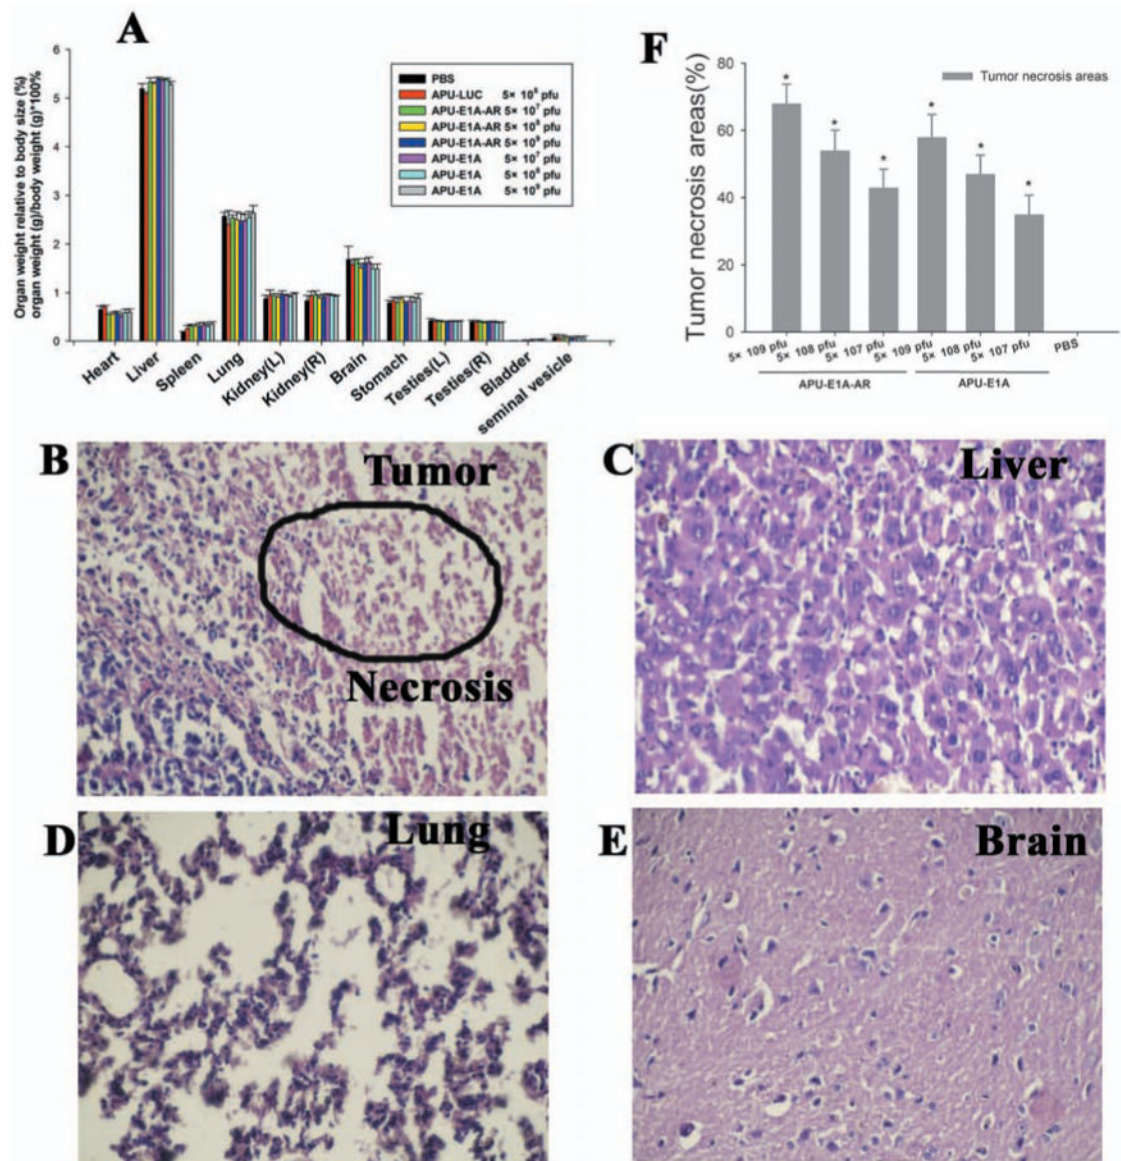 A
Organ weight relative to body size (%)
organ weight (g)/body weight (g)*100%
6
5
4
3
2
1
0
PBS
APU-LUC 5× 10⁸ pfu
APU-E1A-AR 5× 10⁷ pfu
APU-E1A-AR 5× 10⁸ pfu
APU-E1A-AR 5× 10⁹ pfu
APU-E1A 5× 10⁷ pfu
APU-E1A 5× 10⁸ pfu
APU-E1A 5× 10⁹ pfu
Heart
Liver
Spleen
Lung
Kidney(L)
Kidney(R)
Brain
Stomach
Testies(L)
Testies(R)
Bladder
seminal vesicle
F
Tumor necrosis areas(%)
80
60
40
20
0
Tumor necrosis areas
* * * * * *
5× 109 pfu
5× 108 pfu
5× 107 pfu
5× 109 pfu
5× 108 pfu
5× 107 pfu
PBS
APU-E1A-AR
APU-E1A
B
Tumor
Necrosis
C
Liver
D
Lung
E
Brain